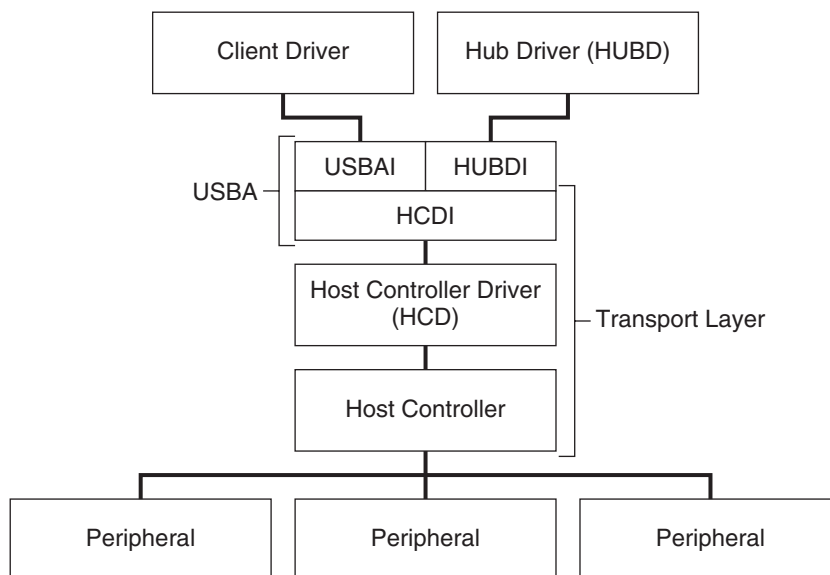 Client Driver
Hub Driver (HUBD)
USBAI
HUBDI
USBA
HCDI
Host Controller Driver
(HCD)
Transport Layer
Host Controller
Peripheral
Peripheral
Peripheral